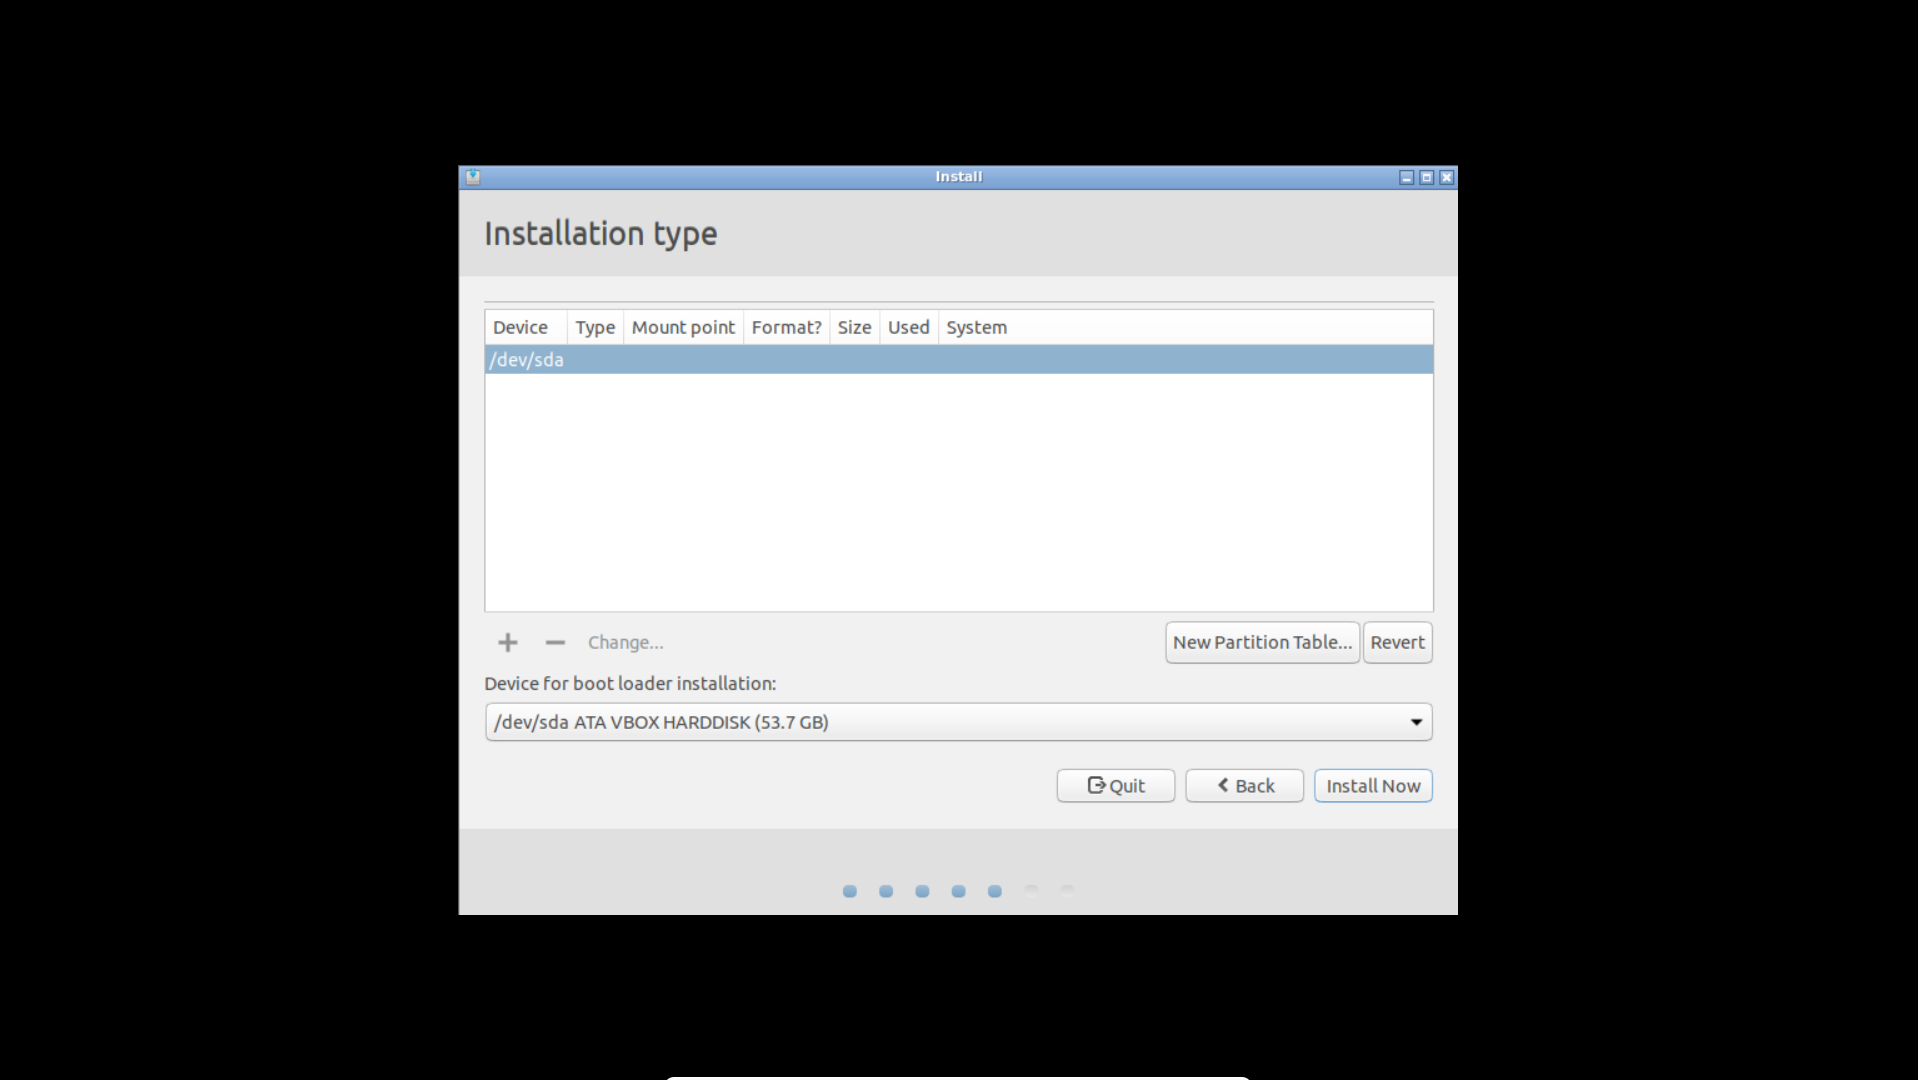 Install
Installation type
Device Type Mount point Format? Size Used System
/dev/sda
+ − Change... New Partition Table... Revert
Device for boot loader installation:
/dev/sda ATA VBOX HARDDISK (53.7 GB)
Quit Back Install Now